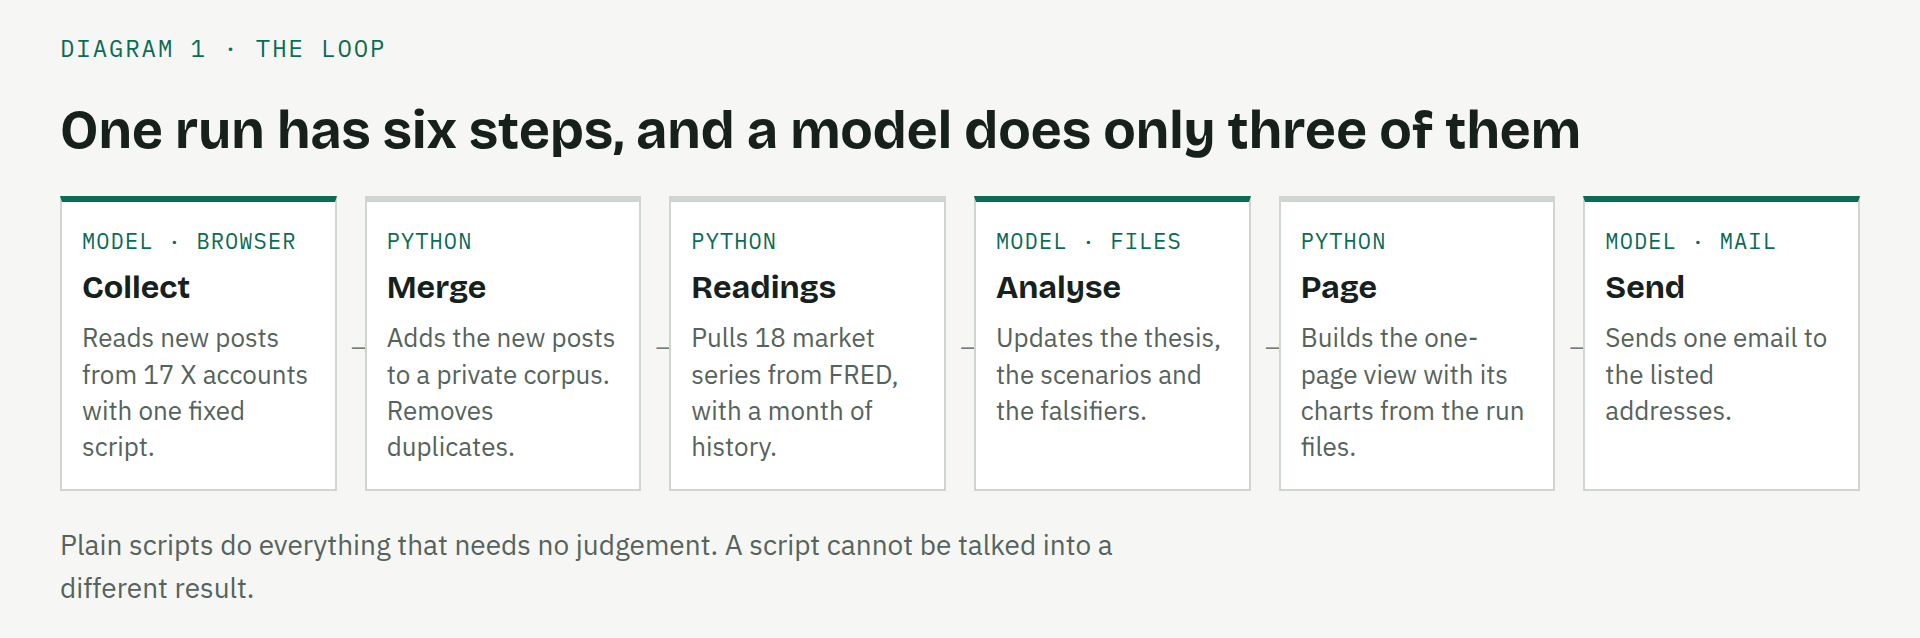 DIAGRAM 1 · THE LOOP
One run has six steps, and a model does only three of them
MODEL · BROWSER
Collect
Reads new posts
from 17 X accounts
with one fixed
script.
PYTHON
Merge
Adds the new posts
to a private corpus.
Removes
duplicates.
PYTHON
Readings
Pulls 18 market
series from FRED,
with a month of
history.
MODEL · FILES
Analyse
Updates the thesis,
the scenarios and
the falsifiers.
PYTHON
Page
Builds the one-
page view with its
charts from the run
files.
MODEL · MAIL
Send
Sends one email to
the listed
addresses.
Plain scripts do everything that needs no judgement. A script cannot be talked into a
different result.